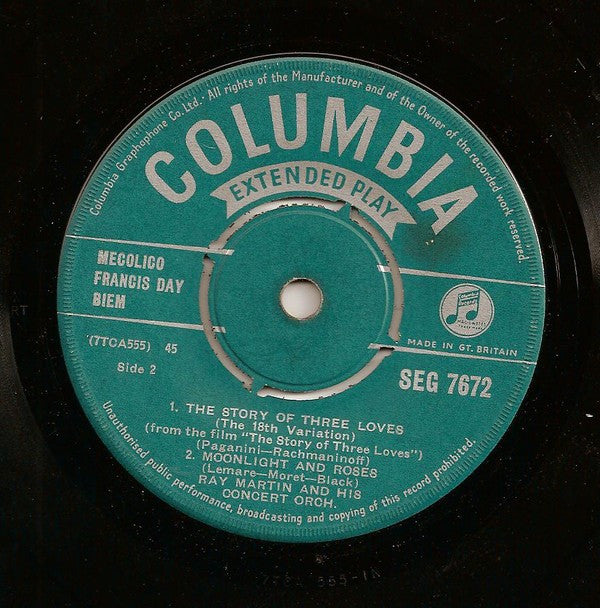 Columbia Graphophone Co. Ltd. · All rights of the Manufacturer and of the Owner of the recorded work reserved.
COLUMBIA
EXTENDED PLAY
MECOLICO
FRANCIS DAY
BIEM
MADE IN GT. BRITAIN
(7TCA555) 45
Side 2
SEG 7672
1. THE STORY OF THREE LOVES
(The 18th Variation)
(from the film "The Story of Three Loves")
(Paganini—Rachmaninoff)
2. MOONLIGHT AND ROSES
(Lemare—Moret—Black)
RAY MARTIN AND HIS
CONCERT ORCH.
Unauthorised public performance, broadcasting and copying of this record prohibited.